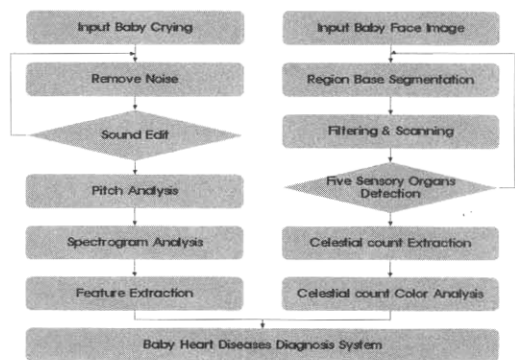 Input Baby Crying
Remove Noise
Sound Edit
Pitch Analysis
Spectrogram Analysis
Feature Extraction
Input Baby Face Image
Region Base Segmentation
Filtering & Scanning
Five Sensory Organs
Detection
Celestial count Extraction
Celestial count Color Analysis
Baby Heart Diseases Diagnosis System